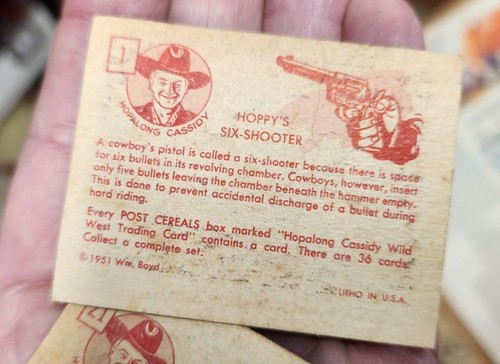 1
HOPALONG CASSIDY
HOPPY'S
SIX-SHOOTER
A cowboy's pistol is called a six-shooter because there is space
for six bullets in its revolving chamber. Cowboys, however, insert
only five bullets leaving the chamber beneath the hammer empty.
This is done to prevent accidental discharge of a bullet during
hard riding.
Every POST CEREALS box marked "Hopalong Cassidy Wild
West Trading Card" contains a card. There are 36 cards.
Collect a complete set.
© 1951 Wm. Boyd
LITHO IN U.S.A.